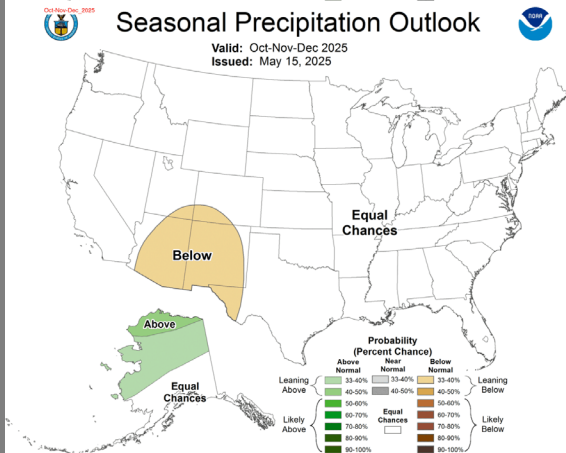 Oct-Nov-Dec_2025
Seasonal Precipitation Outlook
NOAA
Valid: Oct-Nov-Dec 2025
Issued: May 15, 2025
Equal
Chances
Below
Above
Equal
Chances
Probability
(Percent Chance)
Above Normal
Near Normal
Below Normal
Leaning Above
33-40% 33-40% 33-40%
40-50% 40-50% 40-50%
Leaning Below
Likely Above
50-60% Equal Chances 50-60%
60-70% 60-70%
70-80% 70-80%
80-90% 80-90%
90-100% 90-100%
Likely Below